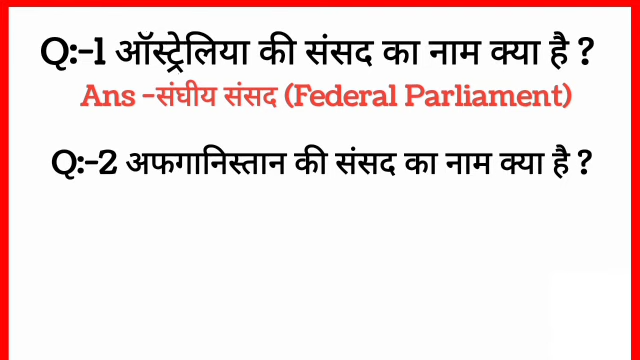 Q:-1 ऑस्ट्रेलिया की संसद का नाम क्या है ?
Ans -संघीय संसद (Federal Parliament)
Q:-2 अफगानिस्तान की संसद का नाम क्या है ?